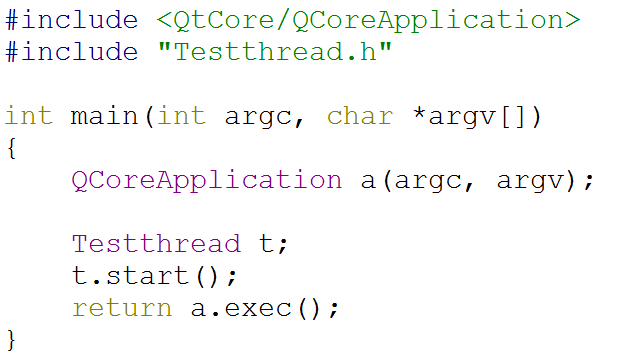 #include <QtCore/QCoreApplication>
#include "Testthread.h"

int main(int argc, char *argv[])
{
    QCoreApplication a(argc, argv);

    Testthread t;
    t.start();
    return a.exec();
}